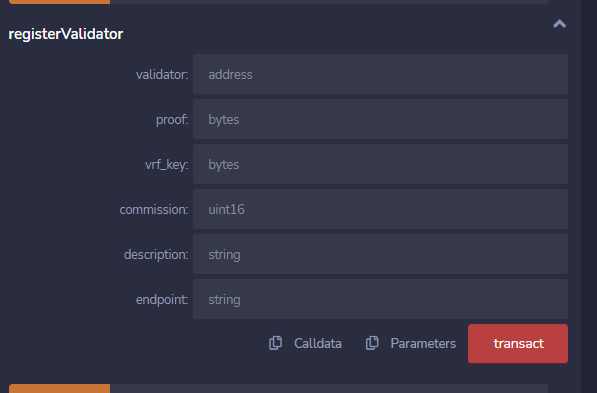 registerValidator
validator: address
proof: bytes
vrf_key: bytes
commission: uint16
description: string
endpoint: string
Calldata Parameters transact